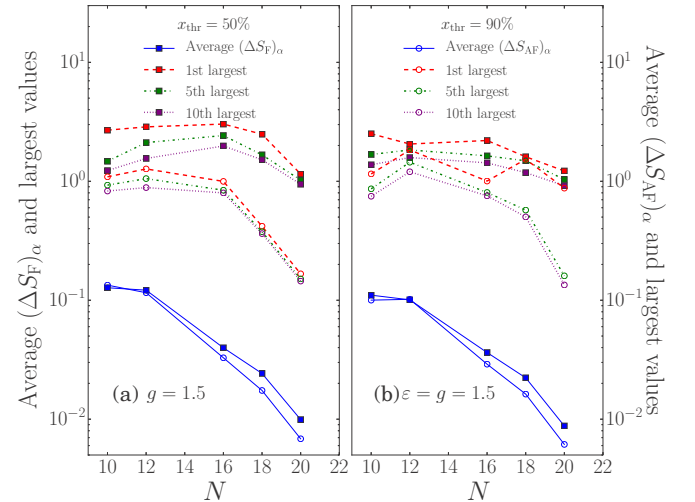 x_thr = 50%
Average (ΔS_F)_α
1st largest
5th largest
10th largest
10^1
10^0
10^−1
10^−2
(a) g = 1.5
10 12 14 16 18 20 22
N
Average (ΔS_F)_α and largest values
x_thr = 90%
Average (ΔS_AF)_α
1st largest
5th largest
10th largest
10^1
10^0
10^−1
10^−2
(b) ε = g = 1.5
10 12 14 16 18 20 22
N
Average (ΔS_AF)_α and largest values